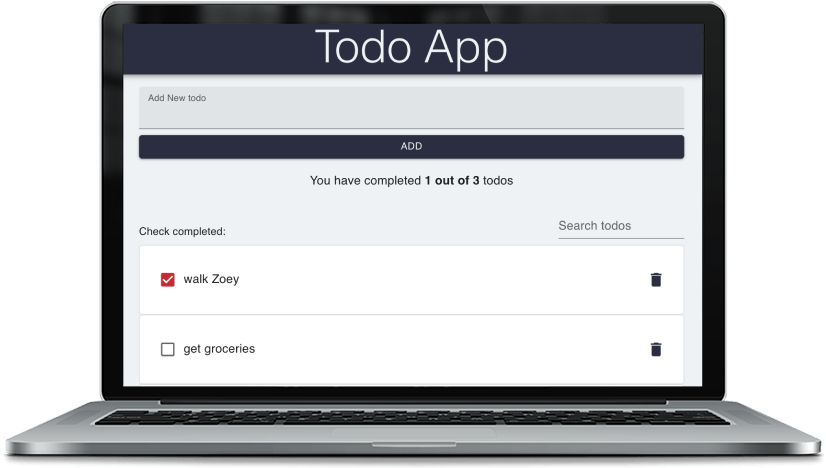 Todo App
Add New todo
ADD
You have completed 1 out of 3 todos
Search todos
Check completed:
walk Zoey
get groceries